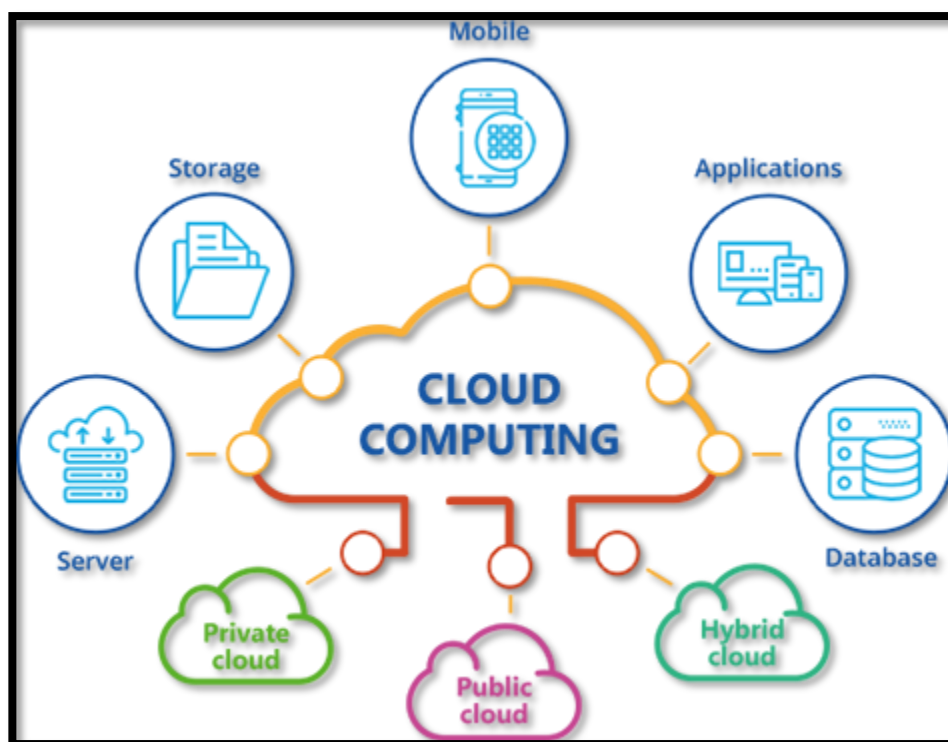 Mobile
Storage
Applications
CLOUD
COMPUTING
Server
Database
Private
cloud
Public
cloud
Hybrid
cloud